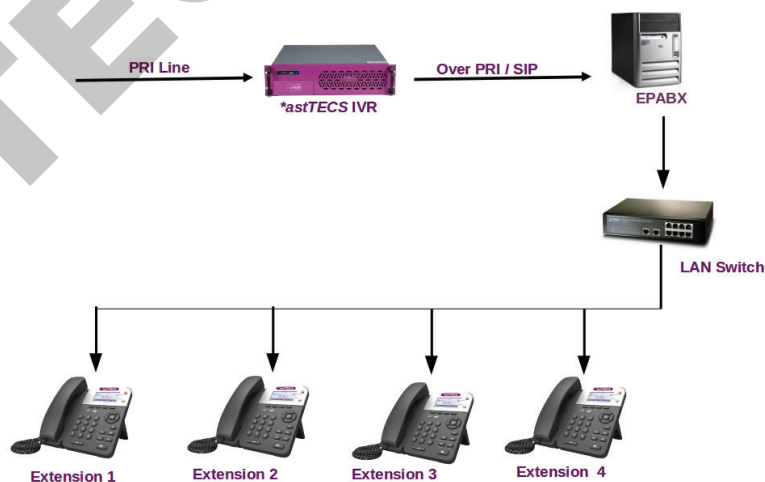 PRI Line
Over PRI / SIP
*astTECS IVR
EPABX
LAN Switch
Extension 1
Extension 2
Extension 3
Extension 4